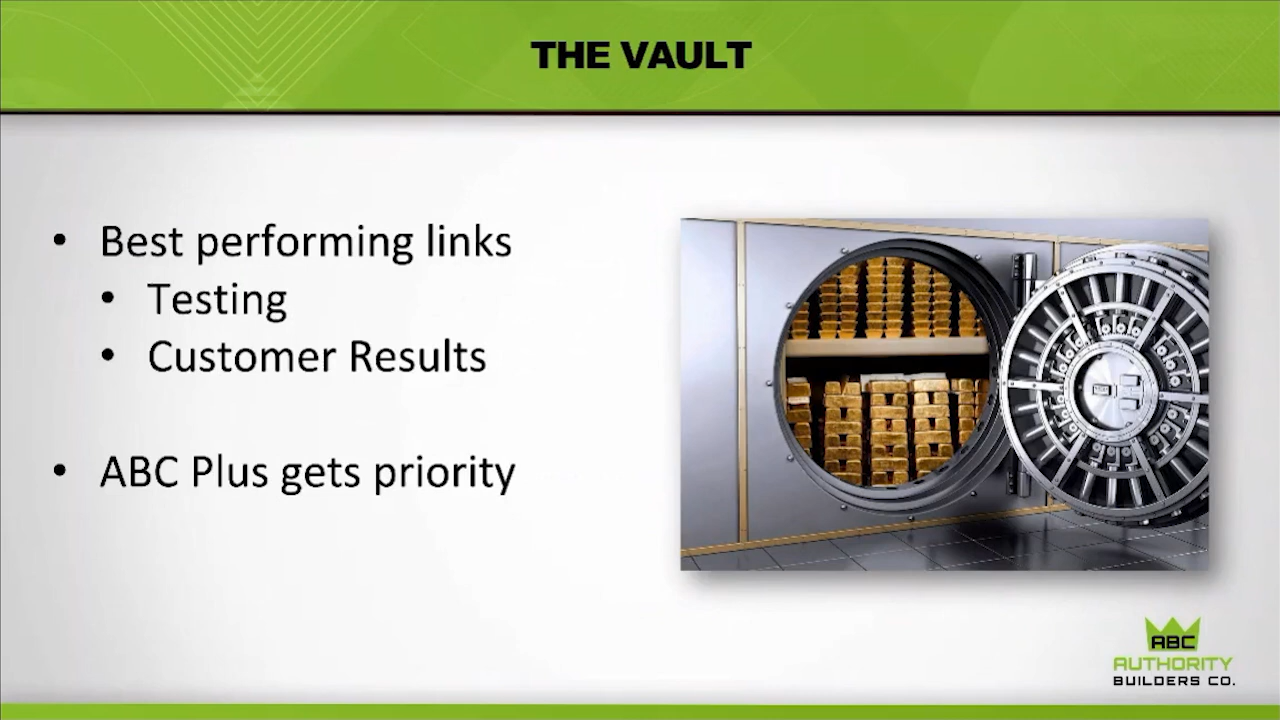 THE VAULT
• Best performing links
• Testing
• Customer Results
• ABC Plus gets priority
ABC
AUTHORITY
BUILDERS CO.